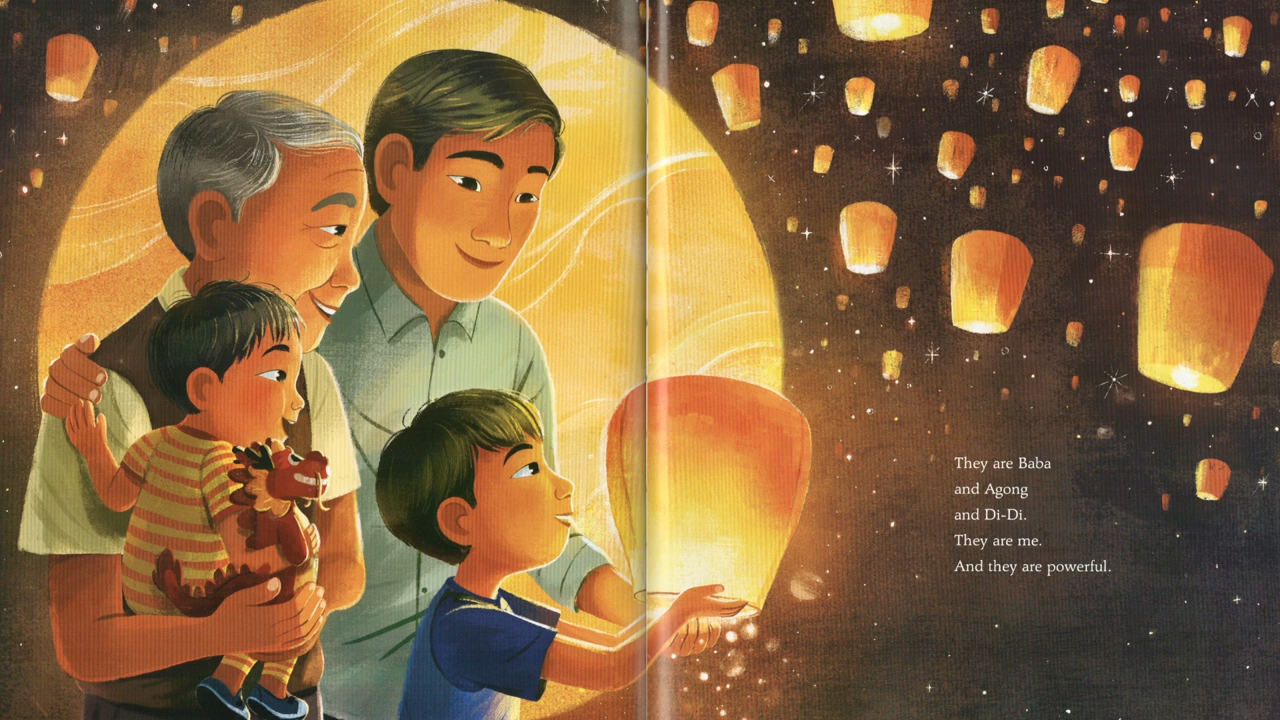 They are Baba
and Agong
and Di-Di.
They are me.
And they are powerful.